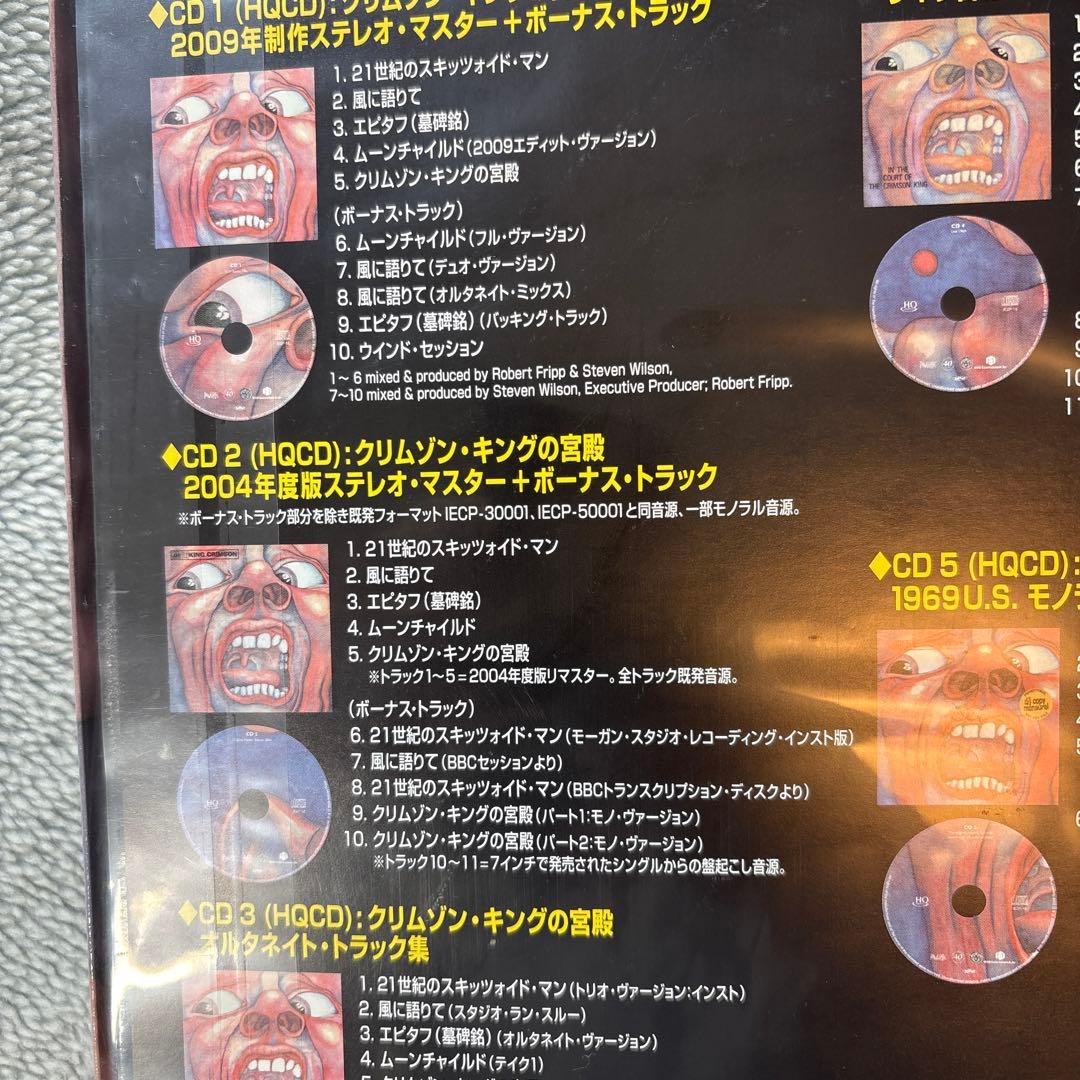 ◆CD 1 (HQCD):クリムゾン・キングの
2009年制作ステレオ・マスター+ボーナス・トラック
1. 21世紀のスキッツォイド・マン
2. 風に語りて
3. エピタフ(墓碑銘)
4. ムーンチャイルド(2009エディット・ヴァージョン)
5. クリムゾン・キングの宮殿
(ボーナス・トラック)
6. ムーンチャイルド(フル・ヴァージョン)
7. 風に語りて(デュオ・ヴァージョン)
8. 風に語りて(オルタネイト・ミックス)
9. エピタフ(墓碑銘)(バッキング・トラック)
10. ウインド・セッション
1〜6 mixed & produced by Robert Fripp & Steven Wilson,
7〜10 mixed & produced by Steven Wilson, Executive Producer; Robert Fripp.
CD 1
HQ
◆CD 2 (HQCD):クリムゾン・キングの宮殿
2004年度版ステレオ・マスター+ボーナス・トラック
※ボーナス・トラック部分を除き既発フォーマットIECP-30001、IECP-50001と同音源、一部モノラル音源。
KING CRIMSON
1. 21世紀のスキッツォイド・マン
2. 風に語りて
3. エピタフ(墓碑銘)
4. ムーンチャイルド
5. クリムゾン・キングの宮殿
※トラック1〜5=2004年度版リマスター。全トラック既発音源。
(ボーナス・トラック)
6. 21世紀のスキッツォイド・マン(モーガン・スタジオ・レコーディング・インスト版)
7. 風に語りて(BBCセッションより)
8. 21世紀のスキッツォイド・マン(BBCトランスクリプション・ディスクより)
9. クリムゾン・キングの宮殿(パート1:モノ・ヴァージョン)
10. クリムゾン・キングの宮殿(パート2:モノ・ヴァージョン)
※トラック10〜11=7インチで発売されたシングルからの盤起こし音源。
CD 2
HQ
◆CD 3 (HQCD):クリムゾン・キングの宮殿
オルタネイト・トラック集
1. 21世紀のスキッツォイド・マン(トリオ・ヴァージョン:インスト)
2. 風に語りて(スタジオ・ラン・スルー)
3. エピタフ(墓碑銘)(オルタネイト・ヴァージョン)
4. ムーンチャイルド(テイク1)
IN THE
COURT OF
THE CRIMSON KING
CD 4
HQ
10
11
◆CD 5 (HQCD):
1969U.S. モノ
copy
monaural
CD 5
HQ